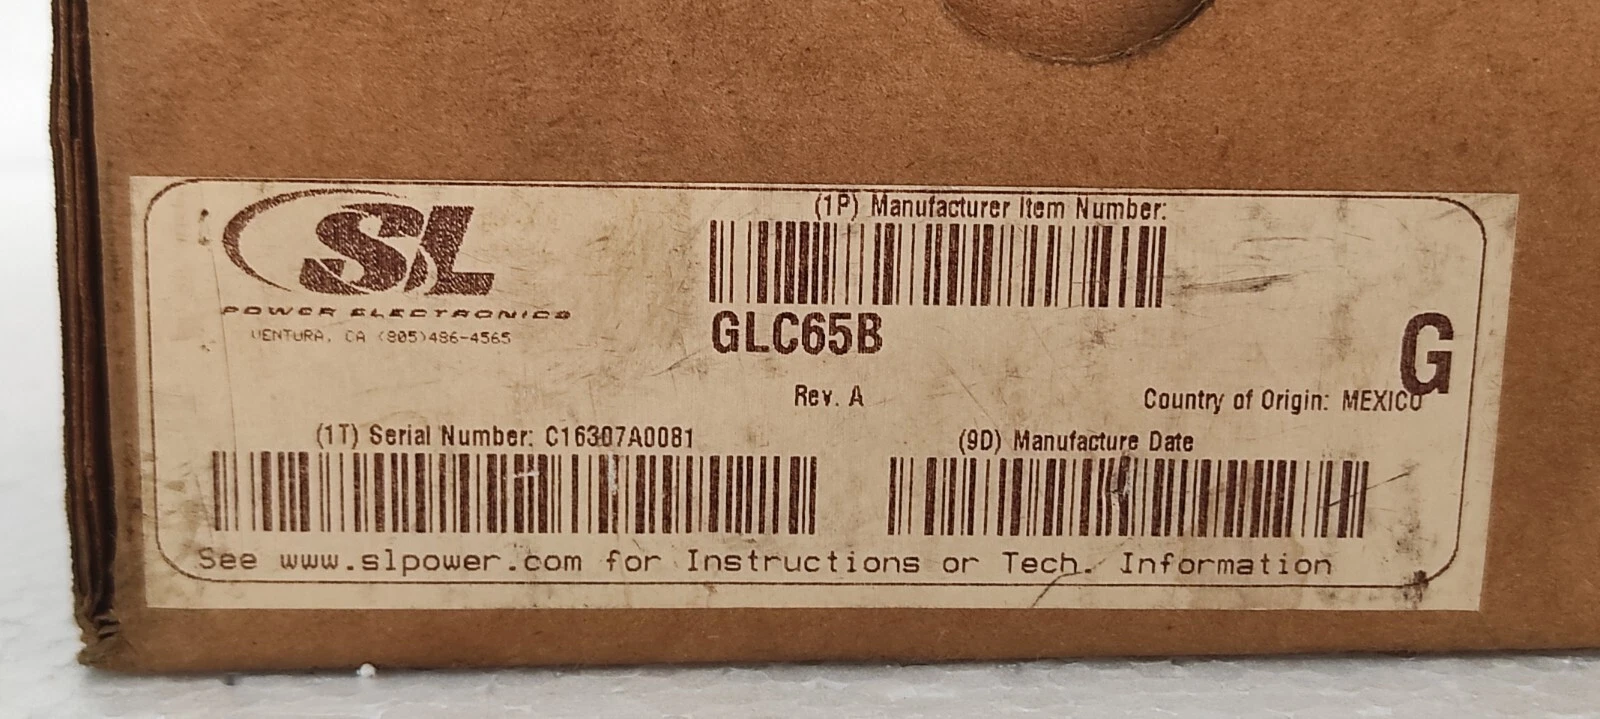 SL
POWER ELECTRONICS
VENTURA, CA (805)486-4565
(1P) Manufacturer Item Number:
GLC65B
G
Rev. A
Country of Origin: MEXICO
(1T) Serial Number: C16307A0081
(9D) Manufacture Date
See www.slpower.com for Instructions or Tech. Information